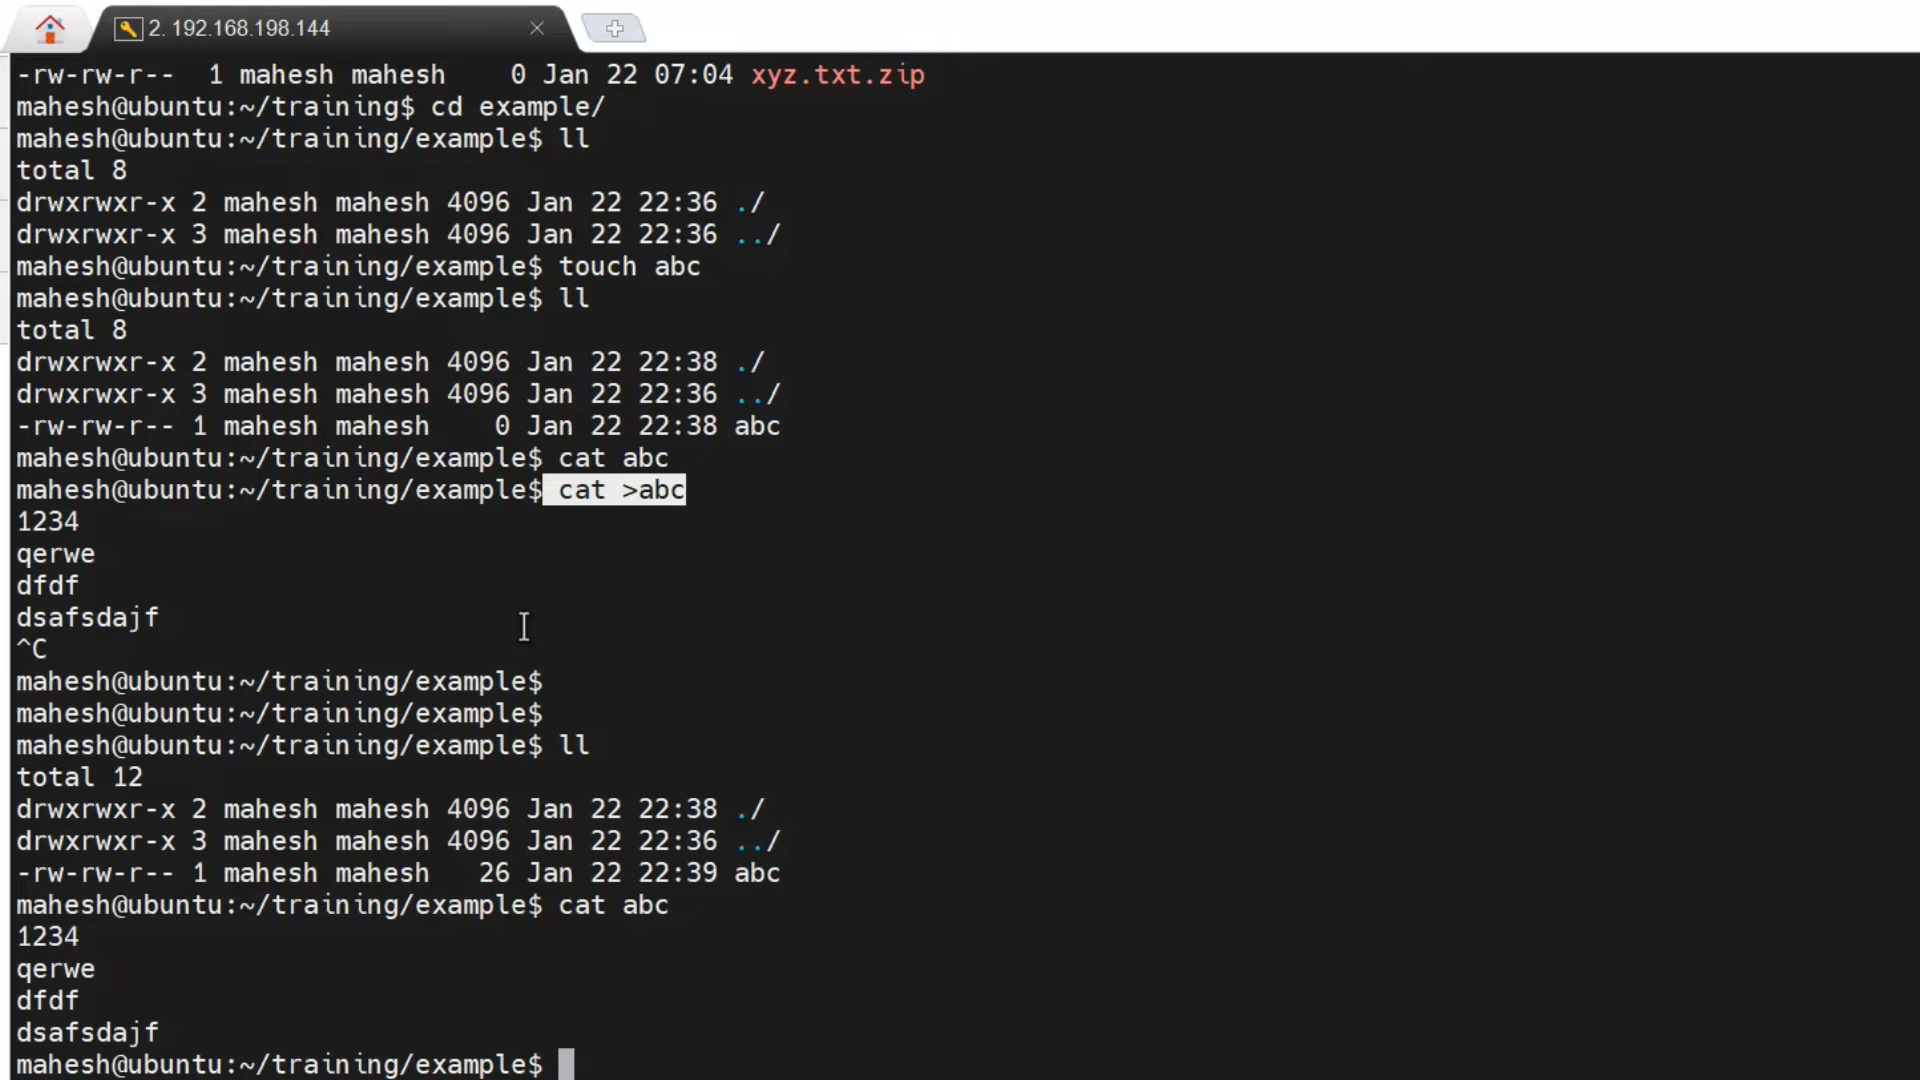 2. 192.168.198.144
-rw-rw-r--  1 mahesh mahesh    0 Jan 22 07:04 xyz.txt.zip
mahesh@ubuntu:~/training$ cd example/
mahesh@ubuntu:~/training/example$ ll
total 8
drwxrwxr-x 2 mahesh mahesh 4096 Jan 22 22:36 ./
drwxrwxr-x 3 mahesh mahesh 4096 Jan 22 22:36 ../
mahesh@ubuntu:~/training/example$ touch abc
mahesh@ubuntu:~/training/example$ ll
total 8
drwxrwxr-x 2 mahesh mahesh 4096 Jan 22 22:38 ./
drwxrwxr-x 3 mahesh mahesh 4096 Jan 22 22:36 ../
-rw-rw-r-- 1 mahesh mahesh    0 Jan 22 22:38 abc
mahesh@ubuntu:~/training/example$ cat abc
mahesh@ubuntu:~/training/example$ cat >abc
1234
qerwe
dfdf
dsafsdajf
^C
mahesh@ubuntu:~/training/example$
mahesh@ubuntu:~/training/example$
mahesh@ubuntu:~/training/example$ ll
total 12
drwxrwxr-x 2 mahesh mahesh 4096 Jan 22 22:38 ./
drwxrwxr-x 3 mahesh mahesh 4096 Jan 22 22:36 ../
-rw-rw-r-- 1 mahesh mahesh   26 Jan 22 22:39 abc
mahesh@ubuntu:~/training/example$ cat abc
1234
qerwe
dfdf
dsafsdajf
mahesh@ubuntu:~/training/example$